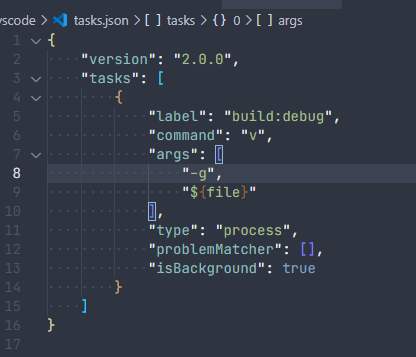 vscode > tasks.json > [ ] tasks > {} 0 > [ ] args
1 {
2     "version": "2.0.0",
3     "tasks": [
4         {
5             "label": "build:debug",
6             "command": "v",
7             "args": [
8                 "-g",
9                 "${file}"
10             ],
11             "type": "process",
12             "problemMatcher": [],
13             "isBackground": true
14         }
15     ]
16 }
17